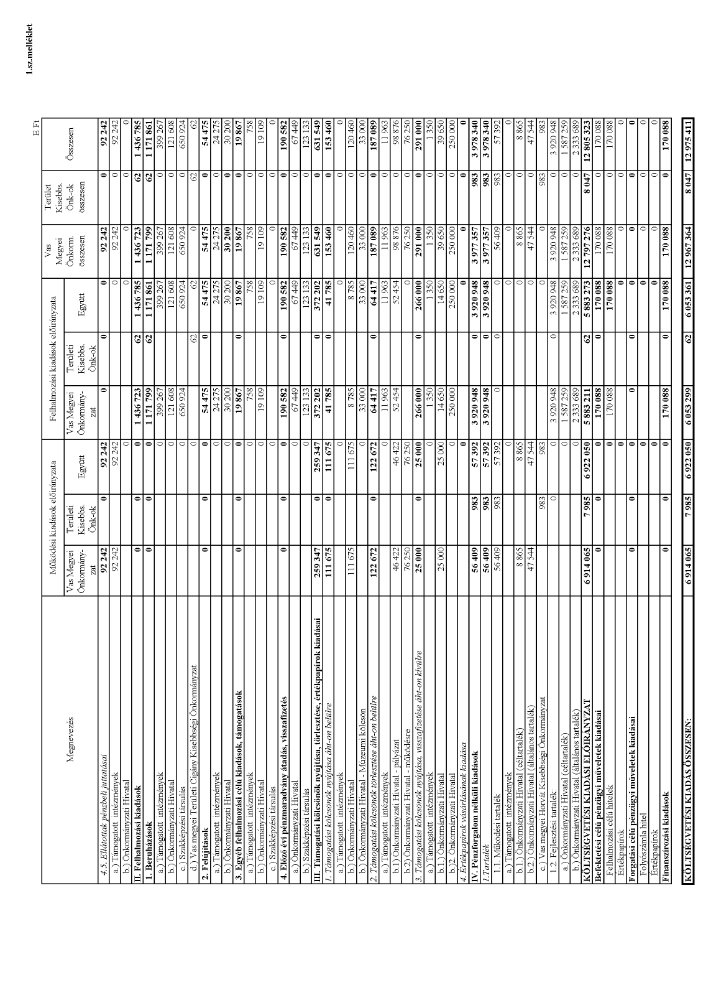 1.sz.melléklet
E Ft
Megnevezés Működési kiadások előirányzata Felhalmozási kiadások előirányzata Vas Megyei Önkorm. összesen Terület Kisebbs. Önk-ok összesen Összesen
Vas Megyei Önkormány-zat Területi Kisebbs. Önk-ok Együtt Vas Megyei Önkormány-zat Területi Kisebbs. Önk-ok Együtt
4.5. Ellátottak pénzbeli juttatásai 92 242 0 92 242 0 0 0 92 242 0 92 242
a.) Támogatott intézmények 92 242 92 242 0 92 242 0 92 242
b.) Önkormányzati Hivatal 0 0 0 0 0
II. Felhalmozási kiadások 0 0 0 1 436 723 62 1 436 785 1 436 723 62 1 436 785
1. Beruházások 0 0 0 1 171 799 62 1 171 861 1 171 799 62 1 171 861
a.) Támogatott intézmények 0 399 267 399 267 399 267 0 399 267
b.) Önkormányzati Hivatal 0 121 608 121 608 121 608 0 121 608
c.) Szakképzési társulás 0 650 924 650 924 650 924 0 650 924
d.) Vas megyei Területi Cigány Kisebbségi Önkormányzat 0 62 62 0 62 62
2. Felújítások 0 0 0 54 475 0 54 475 54 475 0 54 475
a.) Támogatott intézmények 0 24 275 24 275 24 275 0 24 275
b.) Önkormányzati Hivatal 0 30 200 30 200 30 200 0 30 200
3. Egyéb felhalmozási célú kiadások, támogatások 0 0 0 19 867 0 19 867 19 867 0 19 867
a.) Támogatott intézmények 0 758 758 758 0 758
b.) Önkormányzati Hivatal 0 19 109 19 109 19 109 0 19 109
c.) Szakképzési társulás 0 0 0 0 0
4. Előző évi pénzmaradvány átadás, visszafizetés 0 0 0 190 582 0 190 582 190 582 0 190 582
a.) Önkormányzati Hivatal 0 67 449 67 449 67 449 0 67 449
b.) Szakképzési társulás 0 123 133 123 133 123 133 0 123 133
III. Támogatási kölcsönök nyújtása, törlesztése, értékpapírok kiadásai 259 347 0 259 347 372 202 0 372 202 631 549 0 631 549
1. Támogatási kölcsönök nyújtása áht-on belülre 111 675 0 111 675 41 785 0 41 785 153 460 0 153 460
a.) Támogatott intézmények 0 0 0 0 0
b.) Önkormányzati Hivatal 111 675 111 675 8 785 8 785 120 460 0 120 460
b.) Önkormányzati Hivatal - Múzeumi kölcsön 0 33 000 33 000 33 000 0 33 000
2. Támogatási kölcsönök törlesztése áht-on belülre 122 672 0 122 672 64 417 0 64 417 187 089 0 187 089
a.) Támogatott intézmények 0 11 963 11 963 11 963 0 11 963
b.1) Önkormányzati Hivatal - pályázat 46 422 46 422 52 454 52 454 98 876 0 98 876
b.2) Önkormányzati Hivatal - működésre 76 250 76 250 0 76 250 0 76 250
3. Támogatási kölcsönök nyújtása, visszafizetése áht-on kívülre 25 000 0 25 000 266 000 0 266 000 291 000 0 291 000
a.) Támogatott intézmények 0 1 350 1 350 1 350 0 1 350
b.1.) Önkormányzati Hivatal 25 000 25 000 14 650 14 650 39 650 0 39 650
b.)2. Önkormányzati Hivatal 0 250 000 250 000 250 000 0 250 000
4. Értékpapírok vásárlásának kiadása 0 0 0 0 0
IV. Pénzforgalom nélküli kiadások 56 409 983 57 392 3 920 948 0 3 920 948 3 977 357 983 3 978 340
1.Tartalék 56 409 983 57 392 3 920 948 0 3 920 948 3 977 357 983 3 978 340
1.1. Működési tartalék 56 409 983 57 392 0 0 0 56 409 983 57 392
a.) Támogatott intézmények 0 0 0 0 0
b.1.) Önkormányzati Hivatal (céltartalék) 8 865 8 865 0 8 865 0 8 865
b.2.) Önkormányzati Hivatal (általános tartalék) 47 544 47 544 0 47 544 0 47 544
c.) Vas megyei Horvát Kisebbségi Önkormányzat 983 983 0 0 983 983
1.2. Fejlesztési tartalék: 0 0 3 920 948 0 3 920 948 3 920 948 0 3 920 948
a.) Önkormányzati Hivatal (céltartalék) 0 1 587 259 1 587 259 1 587 259 0 1 587 259
b.) Önkormányzati Hivatal (általános tartalék) 0 2 333 689 2 333 689 2 333 689 0 2 333 689
KÖLTSÉGVETÉSI KIADÁSI ELŐIRÁNYZAT 6 914 065 7 985 6 922 050 5 883 211 62 5 883 273 12 797 276 8 047 12 805 323
Befektetési célú pénzügyi műveletek kiadásai 0 0 0 170 088 0 170 088 170 088 0 170 088
Felhalmozási célú hitelek 0 170 088 170 088 170 088 0 170 088
Értékpapírok 0 0 0 0 0
Forgatási célú pénzügyi műveletek kiadásai 0 0 0 0 0 0 0 0 0
Folyószámla hitel 0 0 0 0 0
Értékpapírok 0 0 0 0 0
Finanszírozási kiadások 0 0 0 170 088 0 170 088 170 088 0 170 088
KÖLTSÉGVETÉSI KIADÁS ÖSSZESEN: 6 914 065 7 985 6 922 050 6 053 299 62 6 053 361 12 967 364 8 047 12 975 411